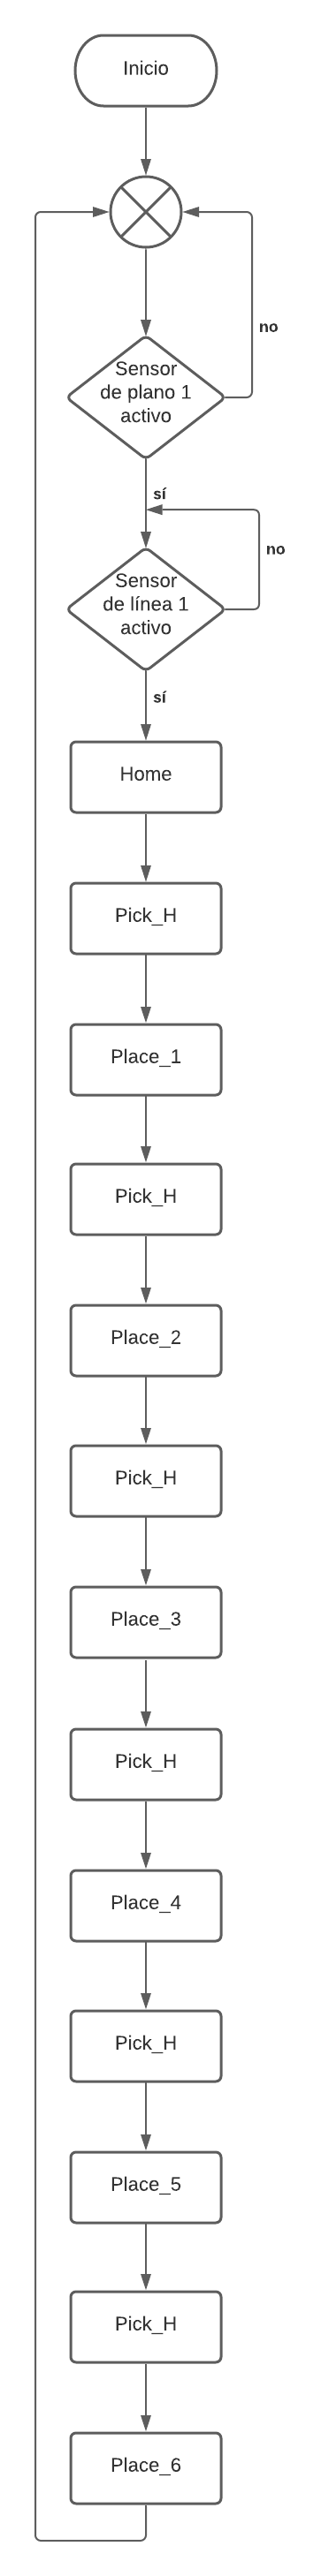 Inicio
no
Sensor
de plano 1
activo
sí
no
Sensor
de línea 1
activo
sí
Home
Pick_H
Place_1
Pick_H
Place_2
Pick_H
Place_3
Pick_H
Place_4
Pick_H
Place_5
Pick_H
Place_6